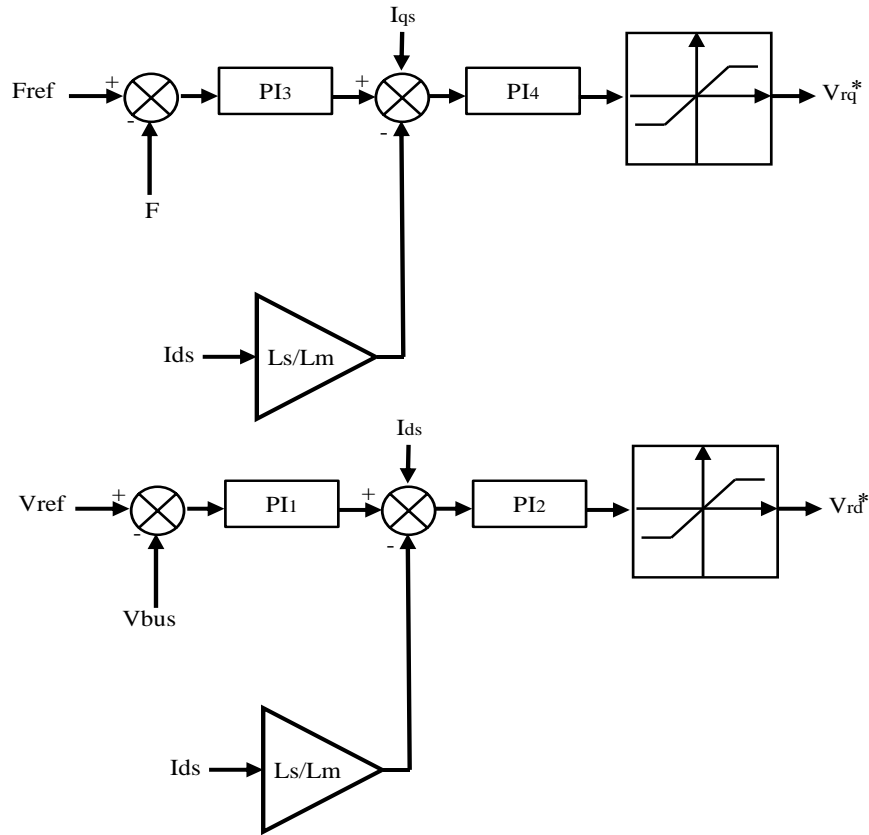 Iqs
Fref + PI3 + PI4 Vrq*
- -
F
Ids Ls/Lm
Ids
Vref + PI1 + PI2 Vrd*
- -
Vbus
Ids Ls/Lm